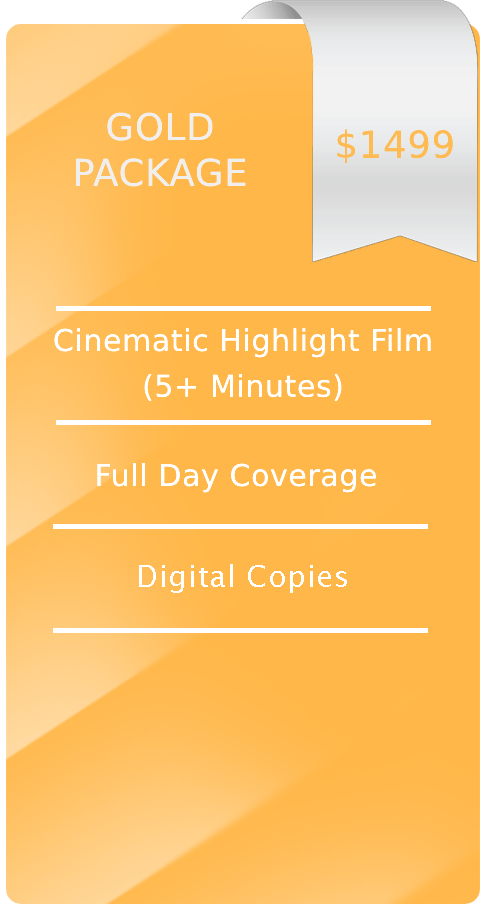 GOLD
PACKAGE
$1499
Cinematic Highlight Film
(5+ Minutes)
Full Day Coverage
Digital Copies